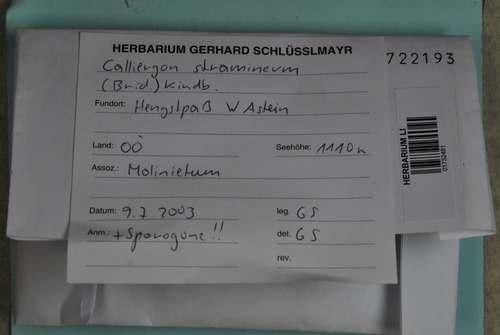 HERBARIUM GERHARD SCHLÜSSLMAYR
722193
Calliergon stramineum
(Brid.) Kindb.
Fundort: Hengstpaß W Astein
Land: OÖ Seehöhe: 1110 m
Assoz.: Molinietum
Datum: 9.7.2003 leg. GS
Anm.: + Sporogone!! det. GS
rev.
HERBARIUM LI
01732481